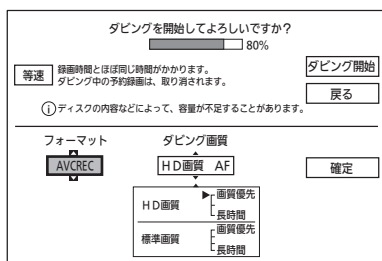 ダビングを開始してよろしいですか?
80%
等速
録画時間とほぼ同じ時間がかかります。
ダビング中の予約録画は、取り消されます。
ダビング開始
戻る
ⓘディスクの内容などによって、容量が不足することがあります。
フォーマット
ダビング画質
AVCREC
HD画質 AF
確定
HD画質
画質優先
長時間
標準画質
画質優先
長時間